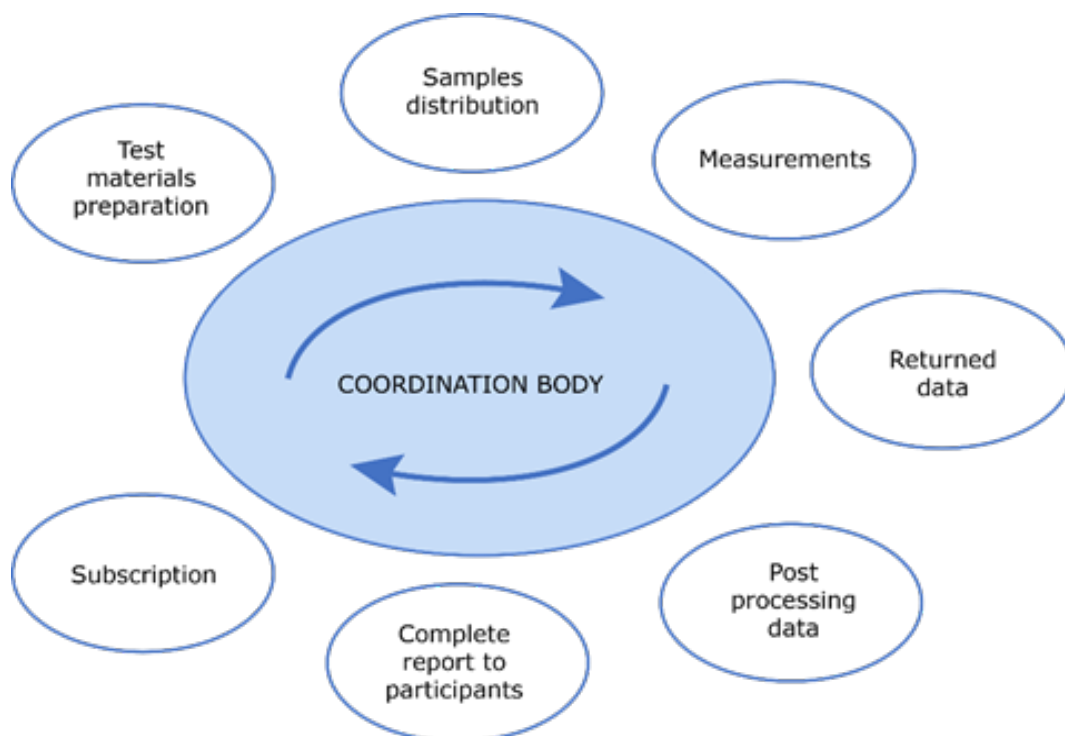 Samples
distribution
Test
materials
preparation
Measurements
COORDINATION BODY
Returned
data
Subscription
Post
processing
data
Complete
report to
participants